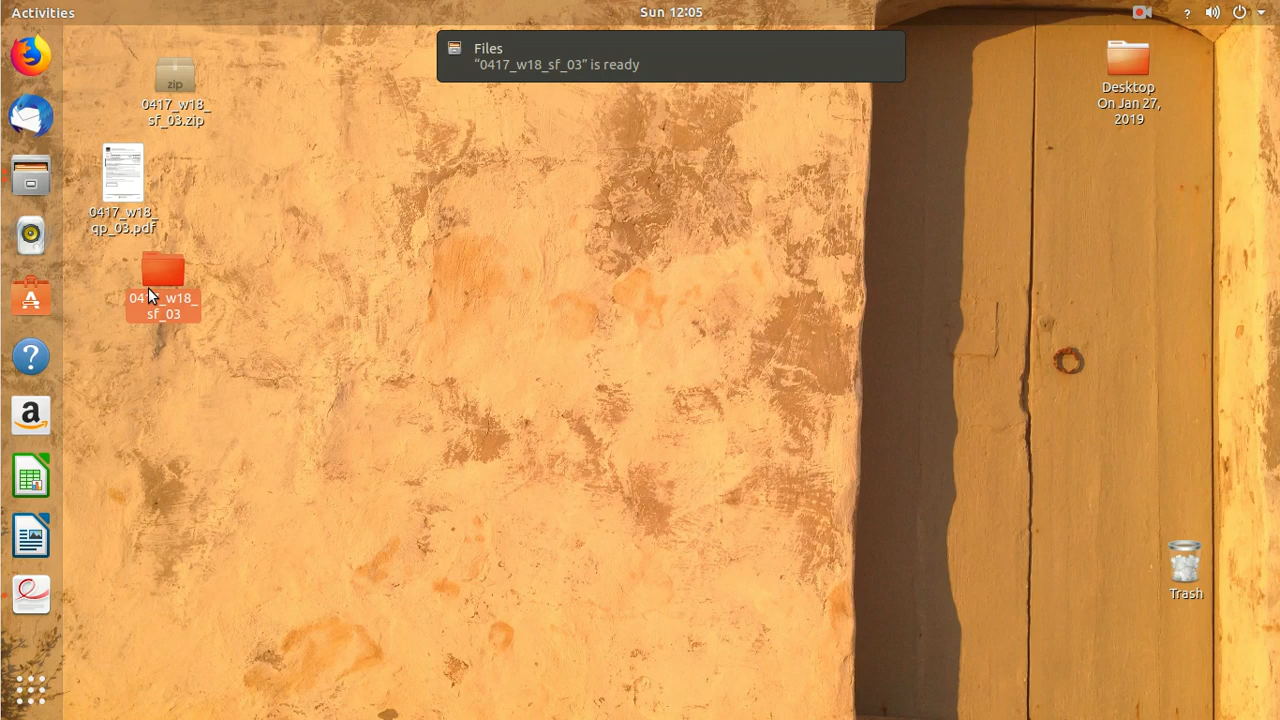 Activities
Sun 12:05
Files
“0417_w18_sf_03” is ready
zip
0417_w18_
sf_03.zip
0417_w18_
qp_03.pdf
sf_03
Desktop
On Jan 27,
2019
Trash